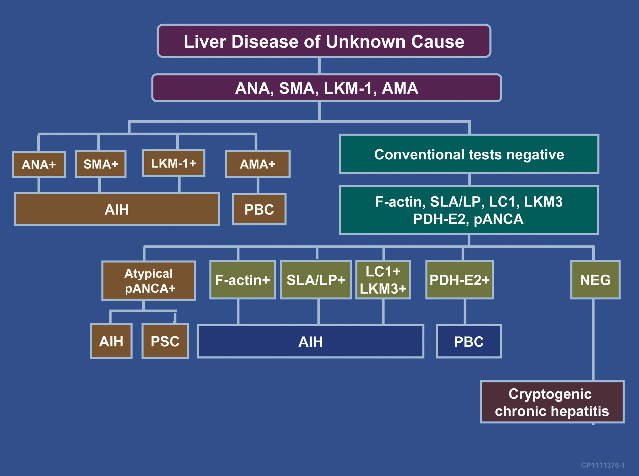 Liver Disease of Unknown Cause
ANA, SMA, LKM-1, AMA
ANA+ SMA+ LKM-1+ AMA+
AIH PBC
Conventional tests negative
F-actin, SLA/LP, LC1, LKM3
PDH-E2, pANCA
Atypical
pANCA+
F-actin+
SLA/LP+
LC1+
LKM3+
PDH-E2+
NEG
AIH PSC AIH PBC
Cryptogenic
chronic hepatitis
CP1111376-1